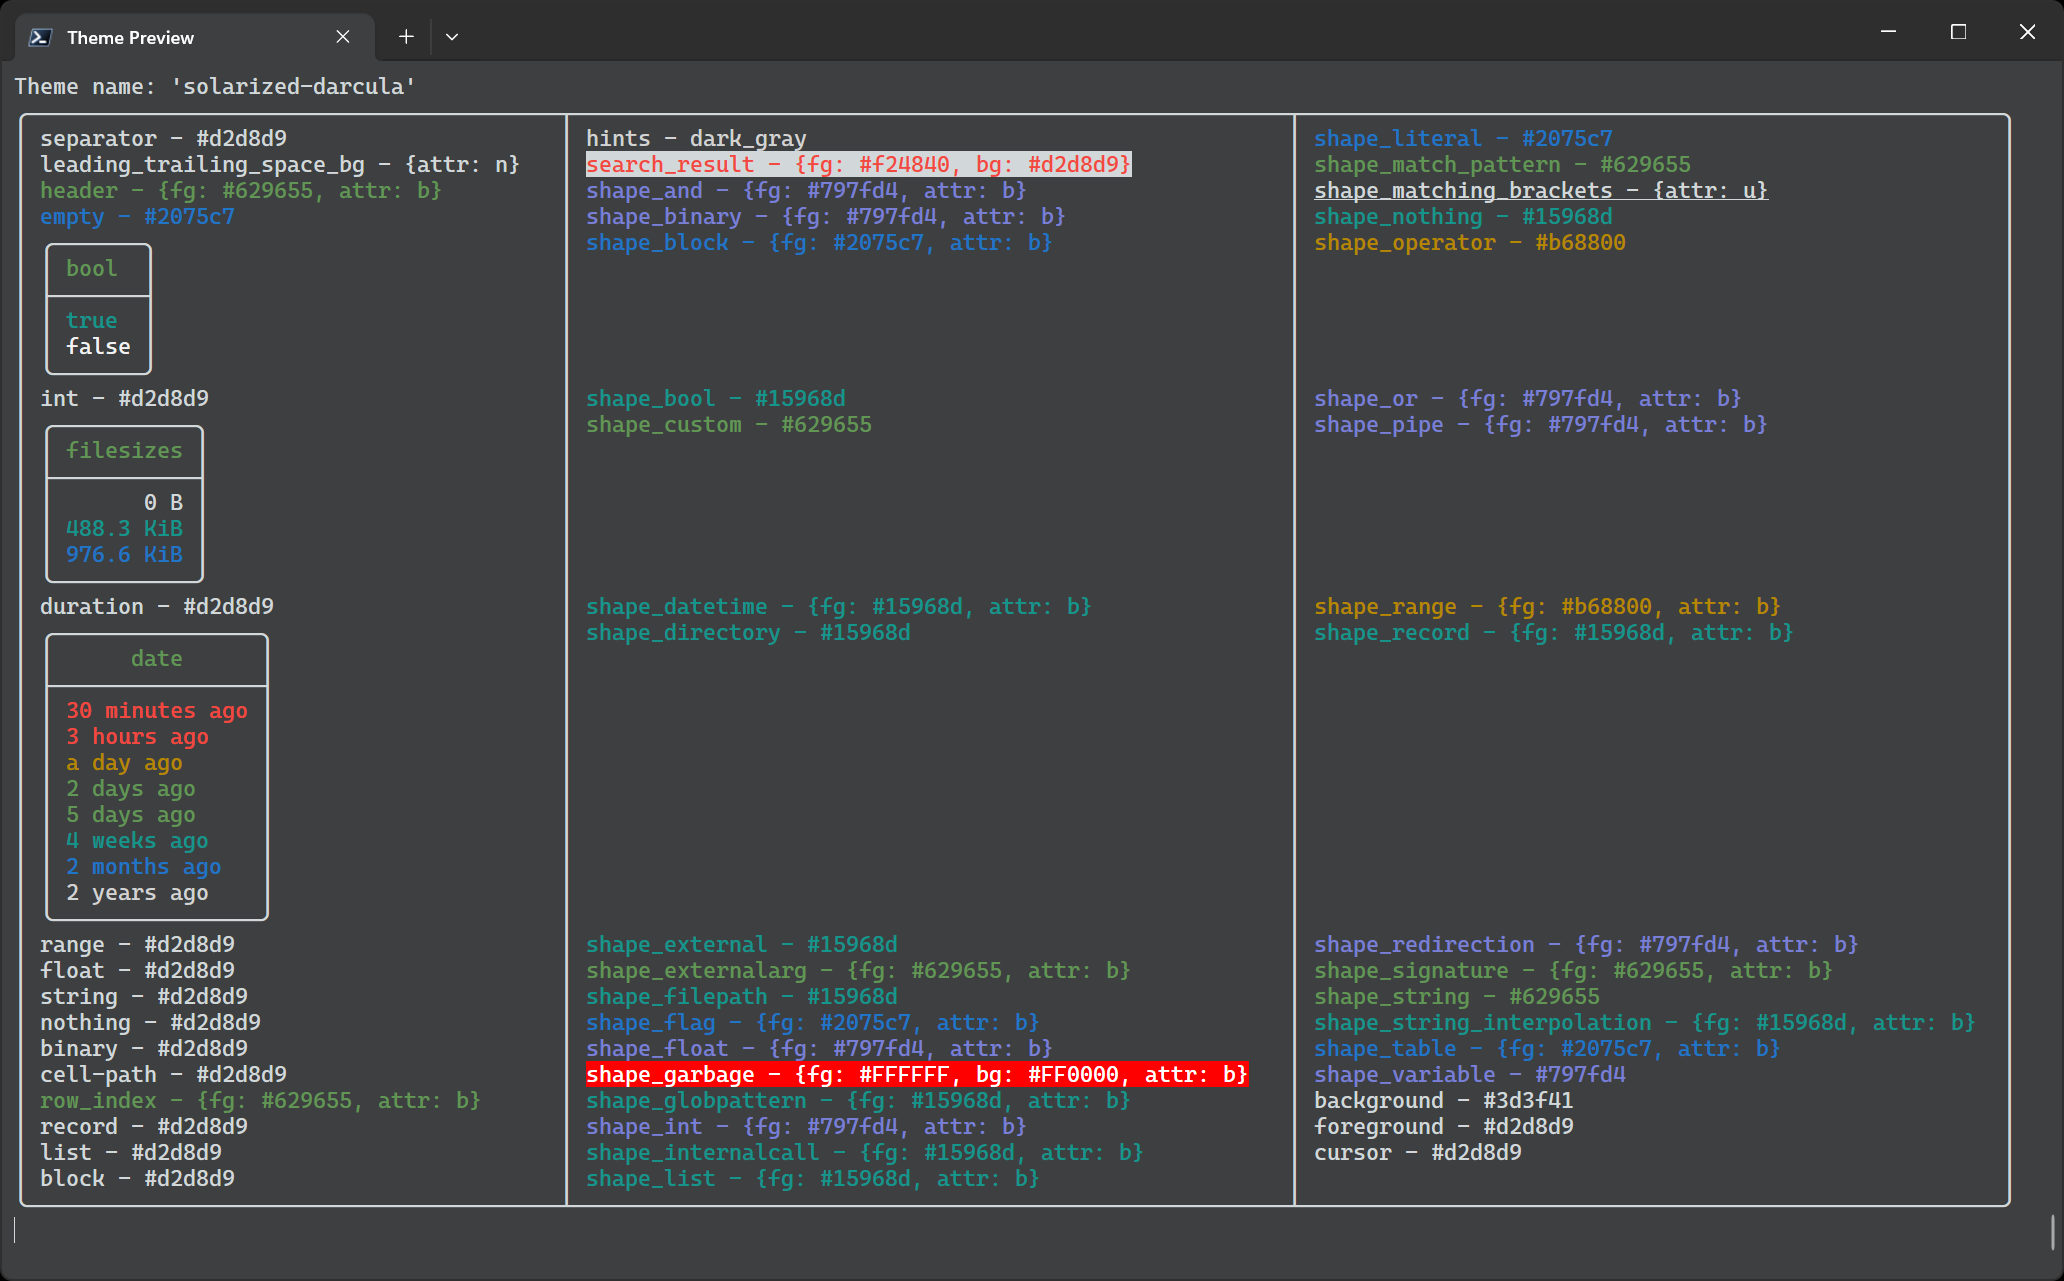 Theme Preview
Theme name: 'solarized-darcula'
separator - #d2d8d9
leading_trailing_space_bg - {attr: n}
header - {fg: #629655, attr: b}
empty - #2075c7
bool
true
false
int - #d2d8d9
filesizes
0 B
488.3 KiB
976.6 KiB
duration - #d2d8d9
date
30 minutes ago
3 hours ago
a day ago
2 days ago
5 days ago
4 weeks ago
2 months ago
2 years ago
range - #d2d8d9
float - #d2d8d9
string - #d2d8d9
nothing - #d2d8d9
binary - #d2d8d9
cell-path - #d2d8d9
row_index - {fg: #629655, attr: b}
record - #d2d8d9
list - #d2d8d9
block - #d2d8d9
hints - dark_gray
search_result - {fg: #f24840, bg: #d2d8d9}
shape_and - {fg: #797fd4, attr: b}
shape_binary - {fg: #797fd4, attr: b}
shape_block - {fg: #2075c7, attr: b}
shape_bool - #15968d
shape_custom - #629655
shape_datetime - {fg: #15968d, attr: b}
shape_directory - #15968d
shape_external - #15968d
shape_externalarg - {fg: #629655, attr: b}
shape_filepath - #15968d
shape_flag - {fg: #2075c7, attr: b}
shape_float - {fg: #797fd4, attr: b}
shape_garbage - {fg: #FFFFFF, bg: #FF0000, attr: b}
shape_globpattern - {fg: #15968d, attr: b}
shape_int - {fg: #797fd4, attr: b}
shape_internalcall - {fg: #15968d, attr: b}
shape_list - {fg: #15968d, attr: b}
shape_literal - #2075c7
shape_match_pattern - #629655
shape_matching_brackets - {attr: u}
shape_nothing - #15968d
shape_operator - #b68800
shape_or - {fg: #797fd4, attr: b}
shape_pipe - {fg: #797fd4, attr: b}
shape_range - {fg: #b68800, attr: b}
shape_record - {fg: #15968d, attr: b}
shape_redirection - {fg: #797fd4, attr: b}
shape_signature - {fg: #629655, attr: b}
shape_string - #629655
shape_string_interpolation - {fg: #15968d, attr: b}
shape_table - {fg: #2075c7, attr: b}
shape_variable - #797fd4
background - #3d3f41
foreground - #d2d8d9
cursor - #d2d8d9